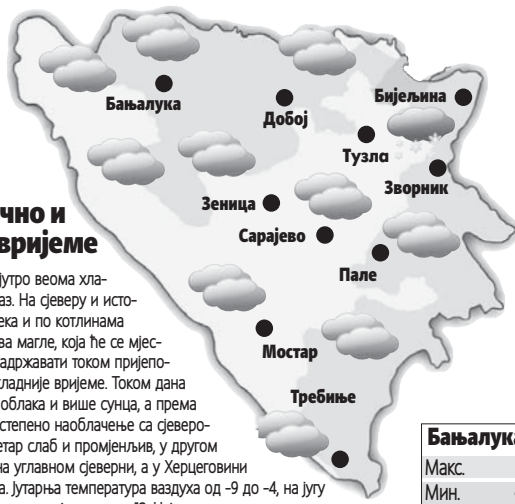 Бањалука
Добој
Бијељина
Тузла
Зворник
Зеница
Сарајево
Пале
Мостар
Требиње
чно и
вријеме
јутро веома хла-
аз. На сјеверу и исто-
ека и по котлинама
ва магле, која ће се мјес-
адржавати током пријепо-
кладније вријеме. Током дана
облака и више сунца, а према
степено наоблачење са сјеверо-
етар слаб и промјенљив, у другом
на углавном сјеверни, а у Херцеговини
а. Јутарња температура ваздуха од -9 до -4, на југу
Бањалука
Макс.
Мин.